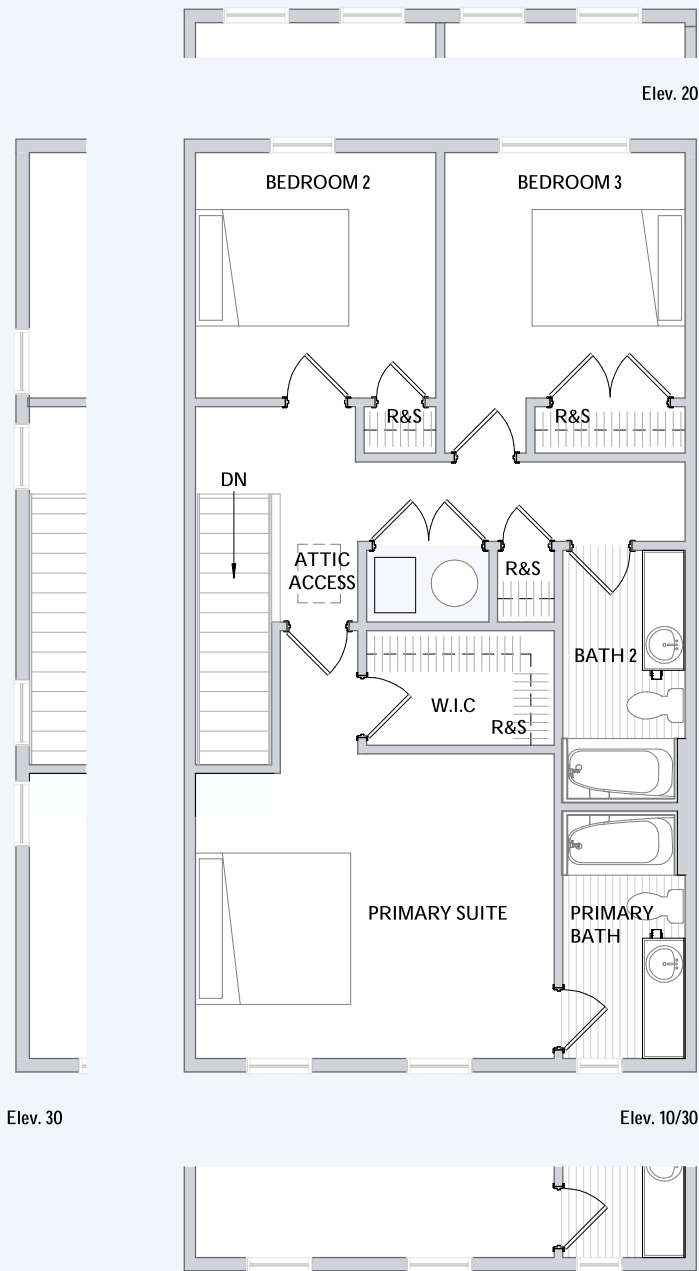 Elev. 20
BEDROOM 2
BEDROOM 3
R&S
R&S
DN
ATTIC
ACCESS
R&S
BATH 2
W.I.C
R&S
PRIMARY SUITE
PRIMARY
BATH
Elev. 30
Elev. 10/30